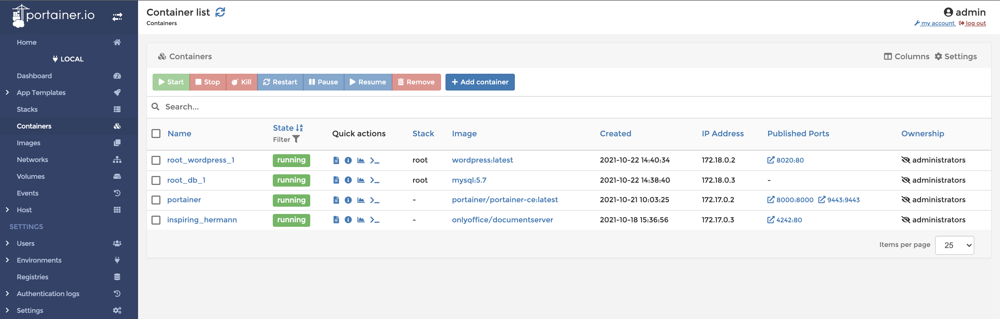 portainer.io
Home
LOCAL
Dashboard
App Templates
Stacks
Containers
Images
Networks
Volumes
Events
Host
SETTINGS
Users
Environments
Registries
Authentication logs
Settings
Container list
Containers
admin
my account log out
Containers
Columns Settings
Start Stop Kill Restart Pause Resume Remove Add container
Search...
Name State Filter Quick actions Stack Image Created IP Address Published Ports Ownership
root_wordpress_1 running root wordpress:latest 2021-10-22 14:40:34 172.18.0.2 8020:80 administrators
root_db_1 running root mysql:5.7 2021-10-22 14:38:40 172.18.0.3 - administrators
portainer running - portainer/portainer-ce:latest 2021-10-21 10:03:25 172.17.0.2 8000:8000 9443:9443 administrators
inspiring_hermann running - onlyoffice/documentserver 2021-10-18 15:36:56 172.17.0.3 4242:80 administrators
Items per page 25